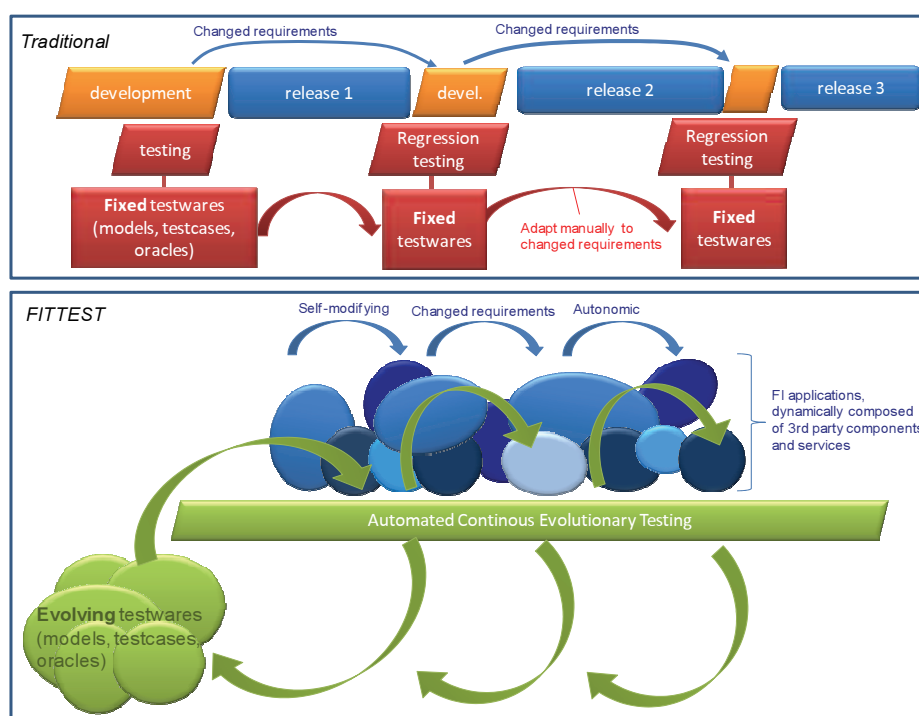 Traditional
Changed requirements
Changed requirements
development
release 1
devel.
release 2
release 3
testing
Regression
testing
Regression
testing
Fixed testwares
(models, testcases,
oracles)
Fixed
testwares
Adapt manually to
changed requirements
Fixed
testwares
FITTEST
Self-modifying
Changed requirements
Autonomic
FI applications,
dynamically composed
of 3rd party components
and services
Automated Continous Evolutionary Testing
Evolving testwares
(models, testcases,
oracles)